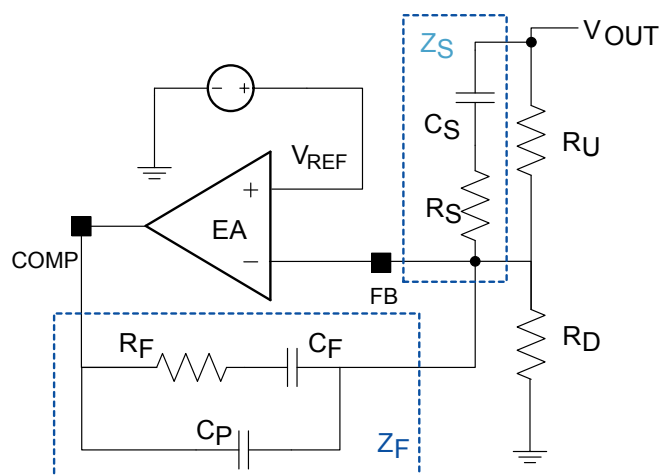 ZS
VOUT
- +
CS
RU
VREF
RS
+
EA
-
COMP
FB
RF
CF
RD
CP
ZF